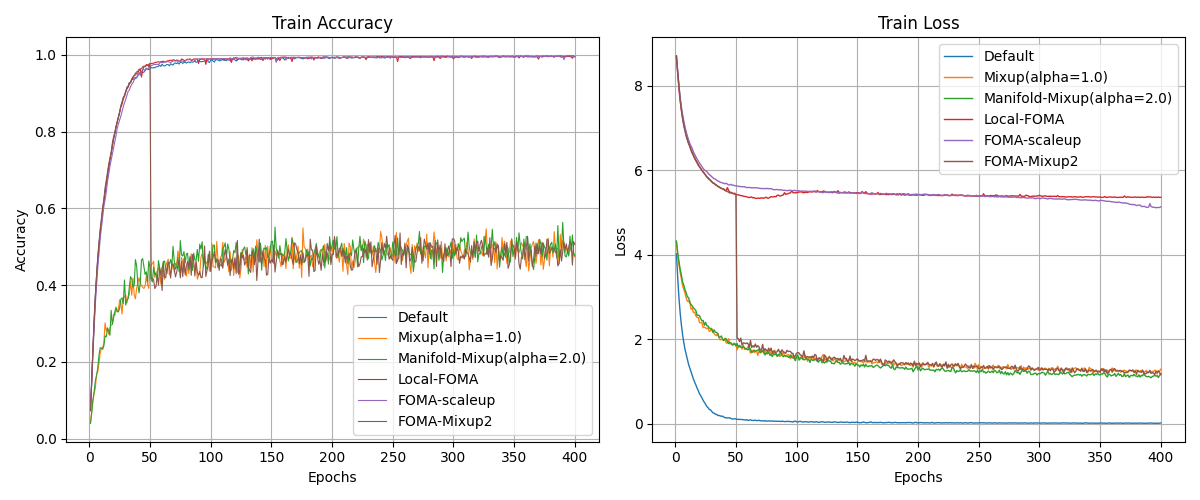 Train Accuracy
1.0
0.8
0.6
0.4
0.2
0.0
Accuracy
0
50
100
150
200
250
300
350
400
Epochs
Default
Mixup(alpha=1.0)
Manifold-Mixup(alpha=2.0)
Local-FOMA
FOMA-scaleup
FOMA-Mixup2
Train Loss
8
6
4
2
0
Loss
0
50
100
150
200
250
300
350
400
Epochs
Default
Mixup(alpha=1.0)
Manifold-Mixup(alpha=2.0)
Local-FOMA
FOMA-scaleup
FOMA-Mixup2